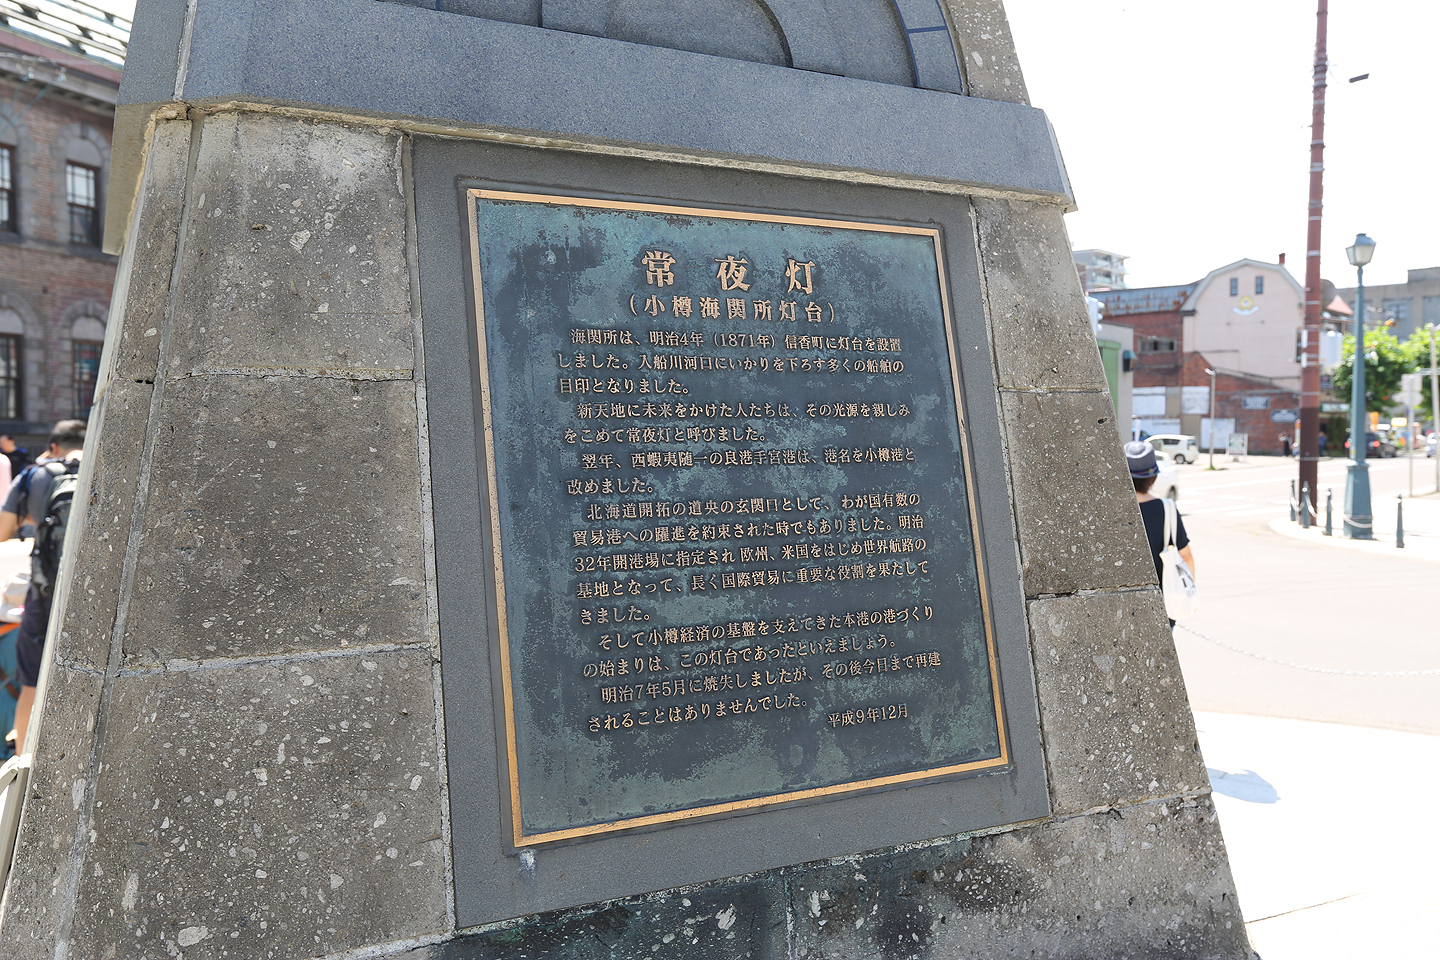 常夜灯
（小樽海関所灯台）
海関所は、明治4年（1871年）信香町に灯台を設置
しました。入船川河口にいかりを下ろす多くの船舶の
目印となりました。
新天地に未来をかけた人たちは、その光源を親しみ
をこめて常夜灯と呼びました。
翌年、西蝦夷随一の良港手宮港は、港名を小樽港と
改めました。
北海道開拓の道央の玄関口として、わが国有数の
貿易港への躍進を約束された時でもありました。明治
32年開港場に指定され 欧州、米国をはじめ世界航路の
基地となって、長く国際貿易に重要な役割を果たして
きました。
そして小樽経済の基盤を支えてきた本港の港づくり
の始まりは、この灯台であったといえましょう。
明治7年5月に焼失しましたが、その後今日まで再建
されることはありませんでした。
平成9年12月